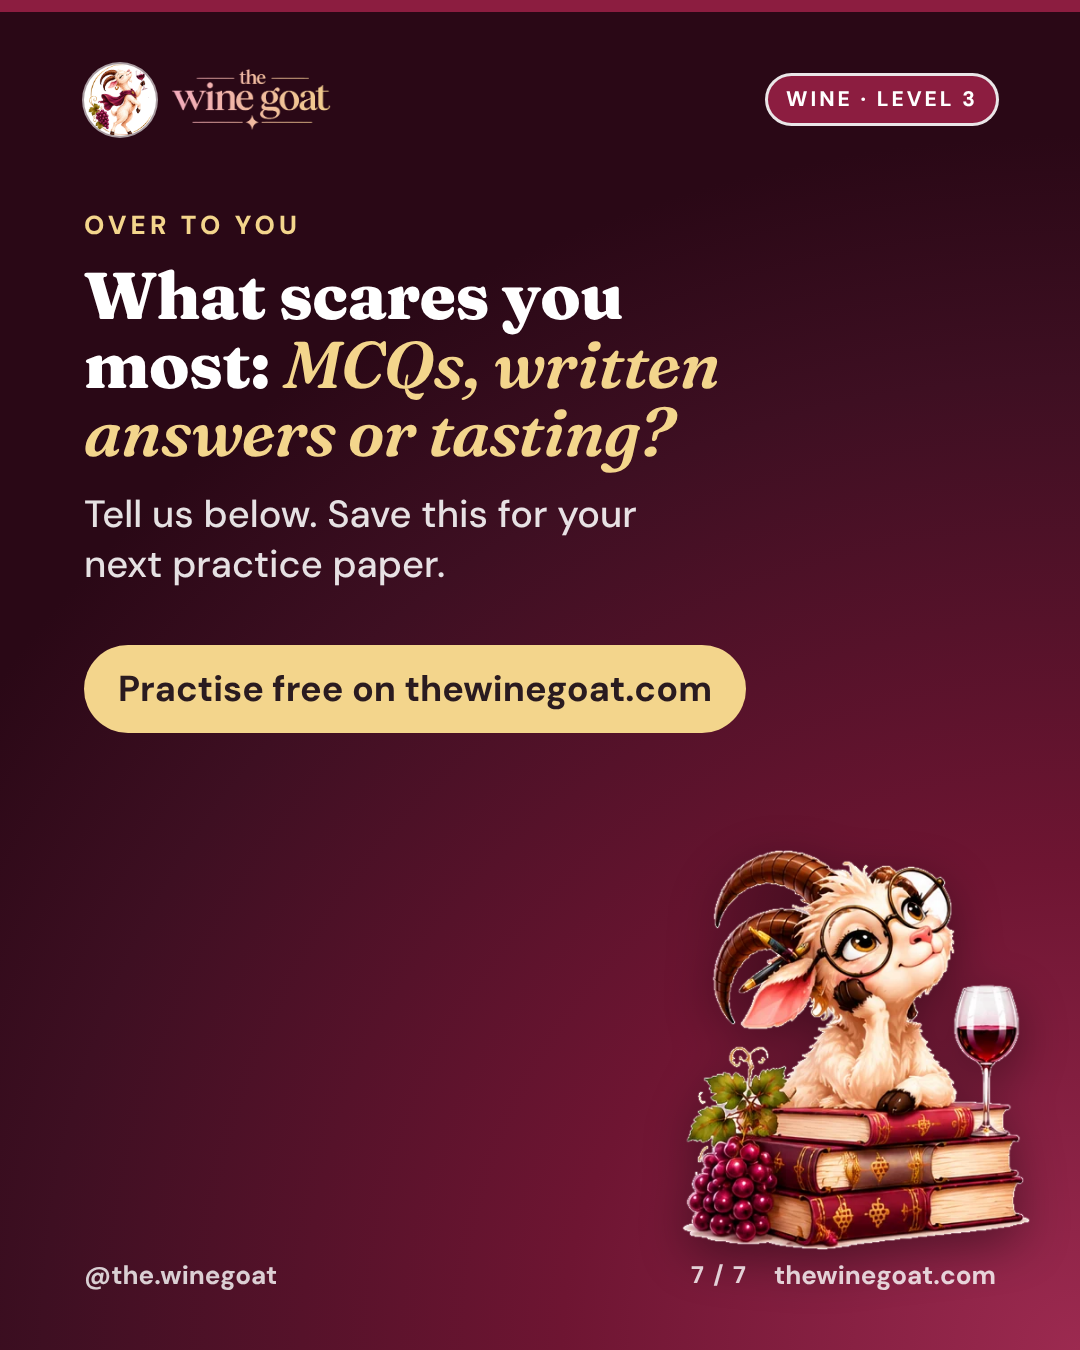 the
wine goat
WINE · LEVEL 3
OVER TO YOU
What scares you
most: MCQs, written
answers or tasting?
Tell us below. Save this for your
next practice paper.
Practise free on thewinegoat.com
@the.winegoat
7 / 7
thewinegoat.com